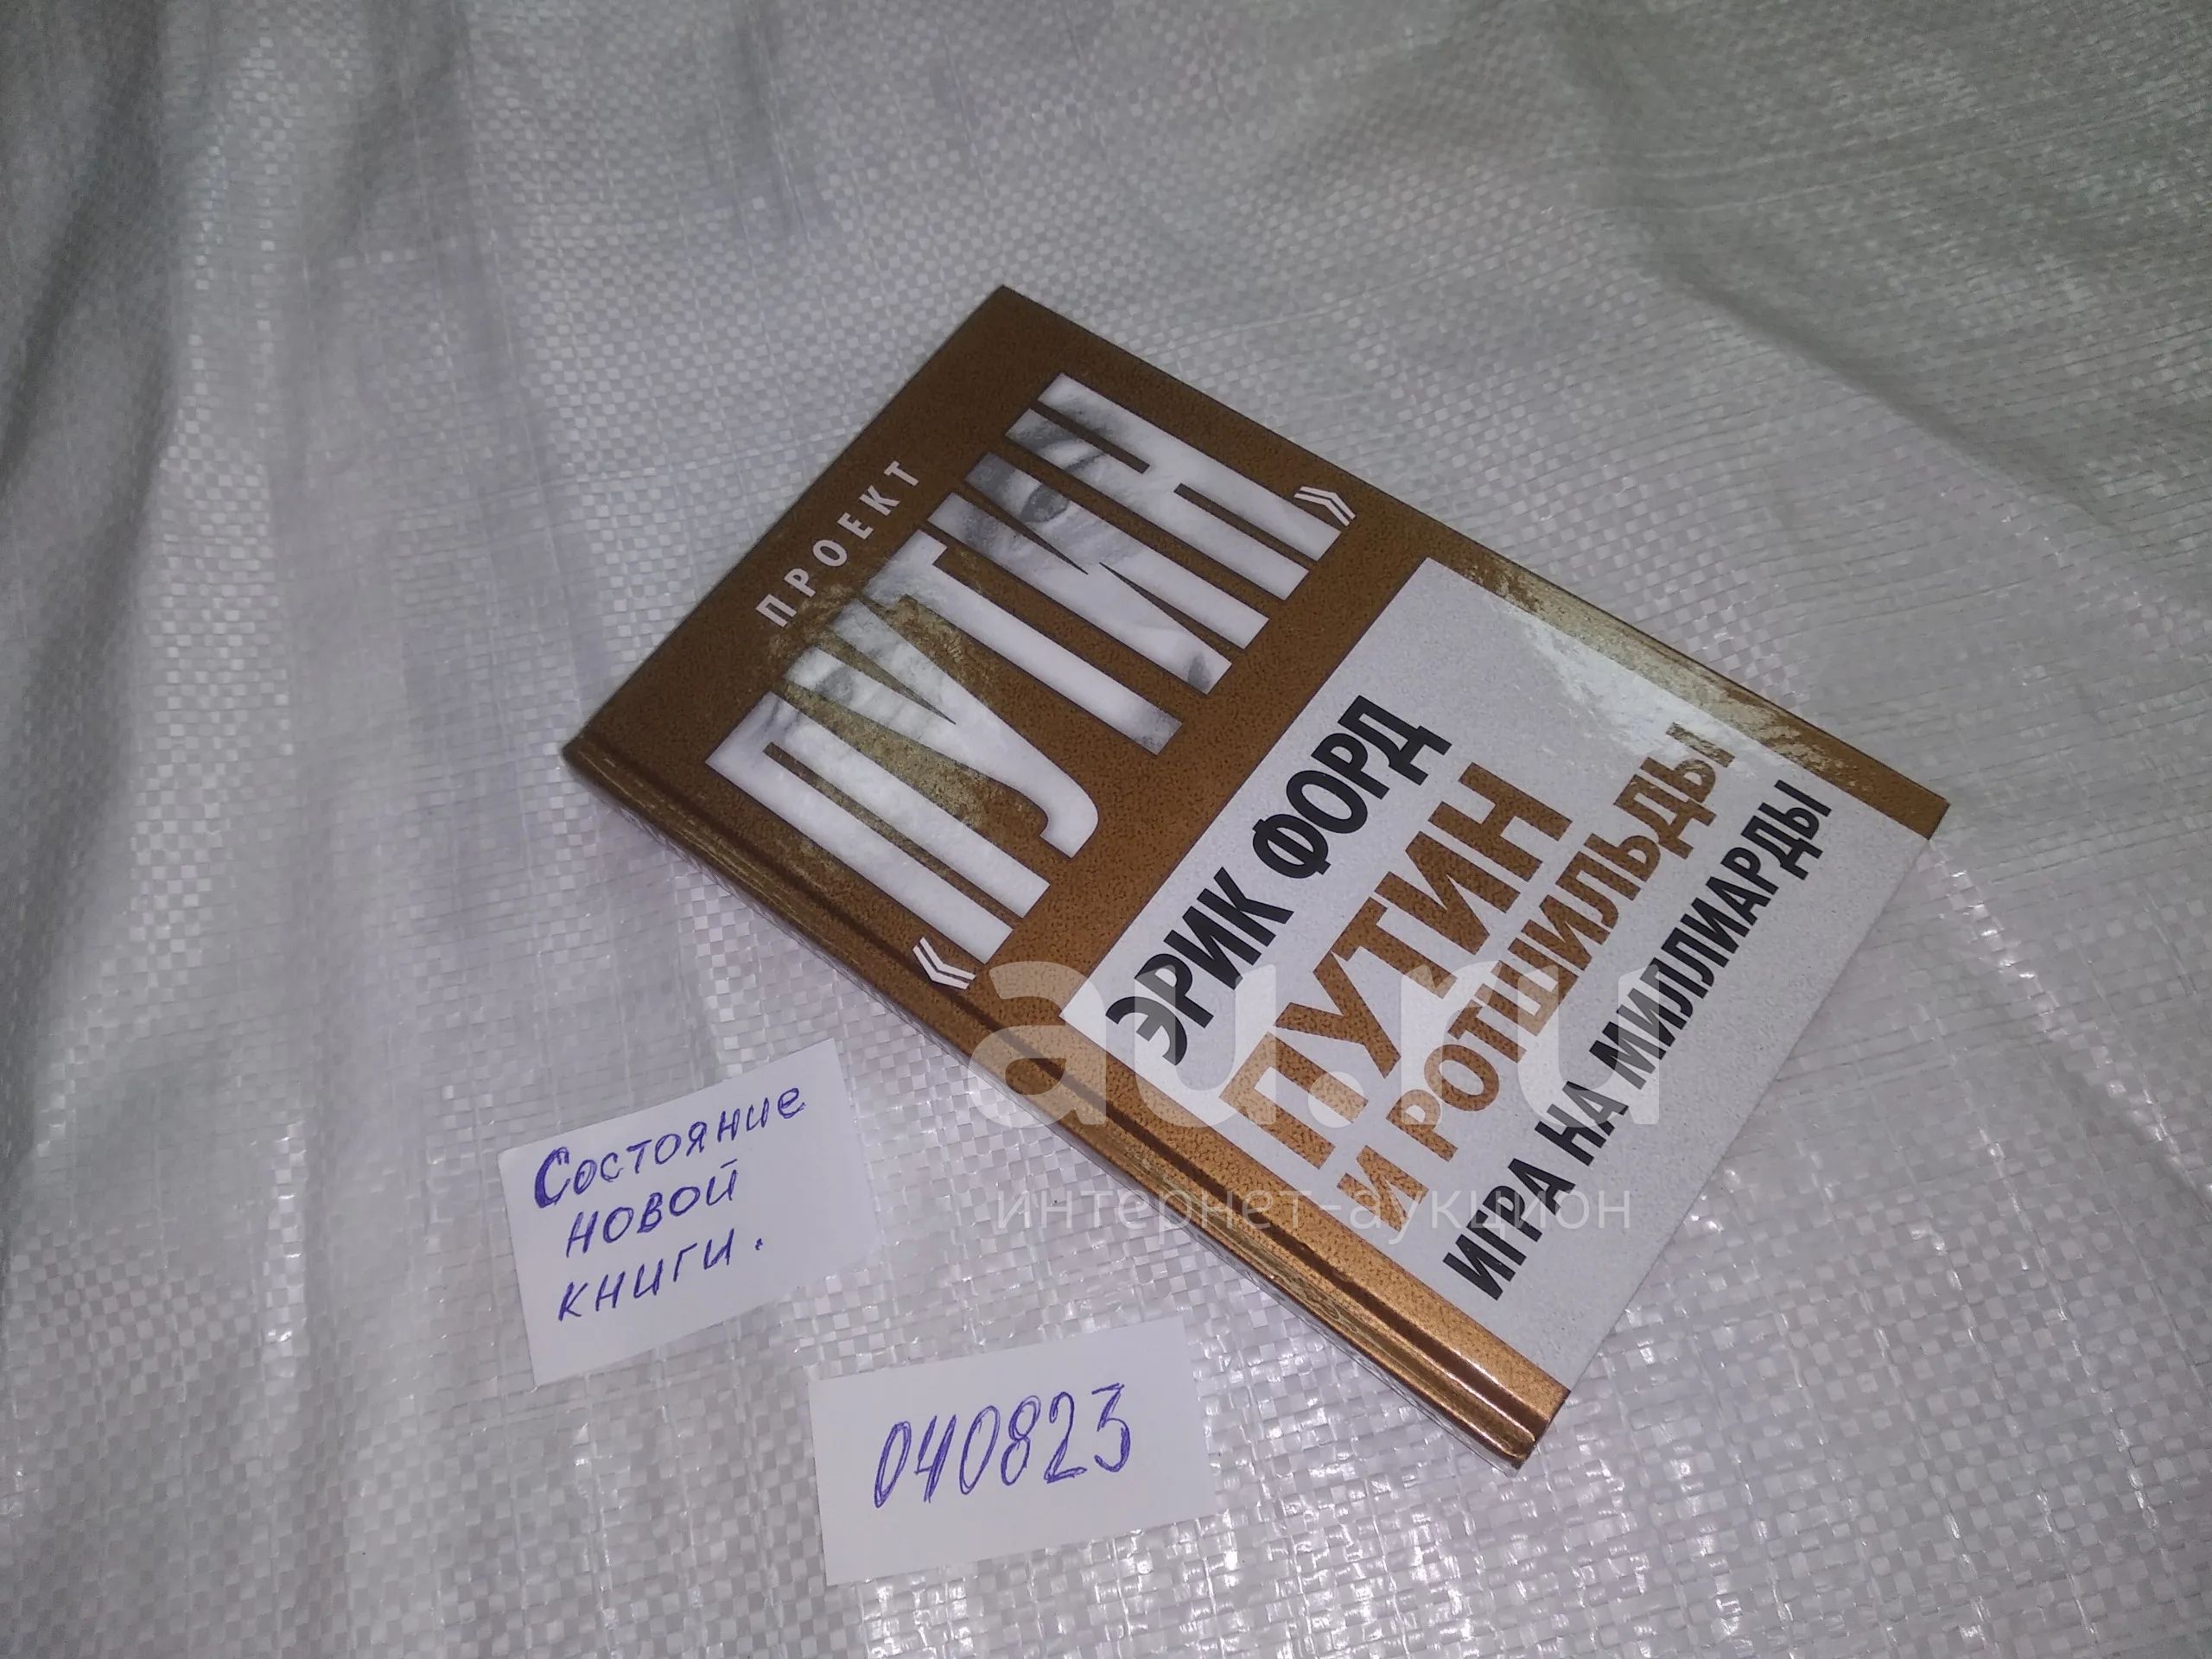 ПРОЕКТ
«ПУТИН»
ЭРИК ФОРД
ПУТИН
И РОТШИЛЬДЫ
ИГРА НА МИЛЛИАРДЫ
au.ru
интернет-аукцион
Состояние
новой
книги.
040823